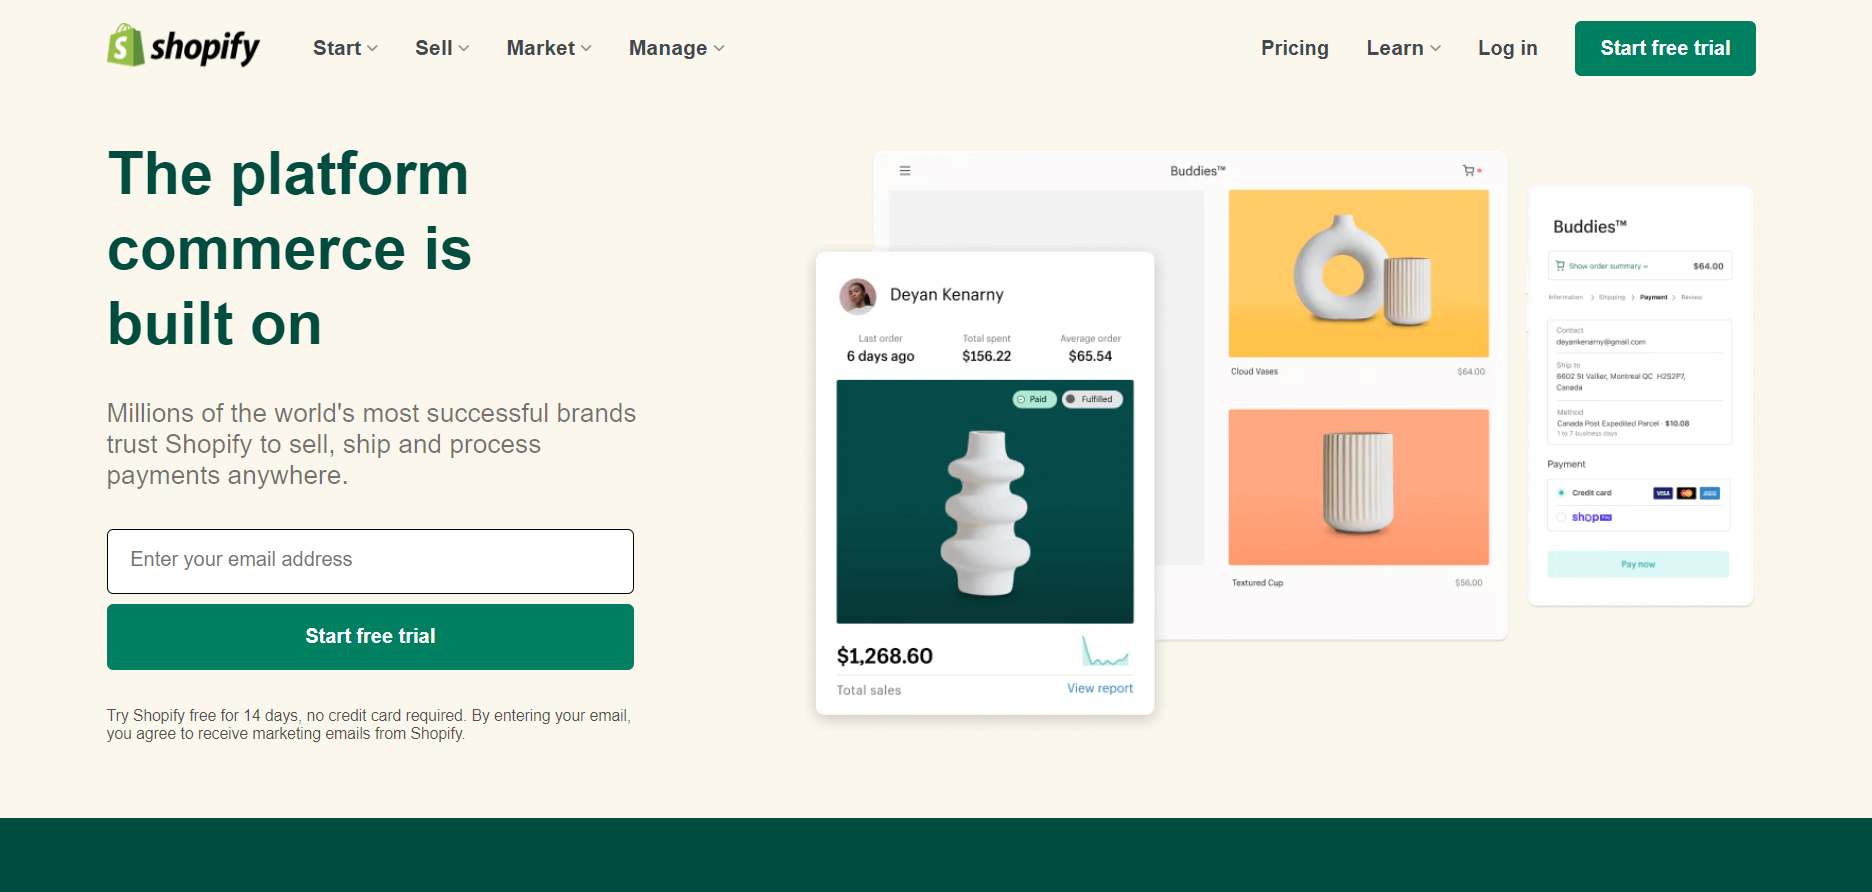 shopify
Start
Sell
Market
Manage
Pricing
Learn
Log in
Start free trial
The platform
commerce is
built on
Millions of the world's most successful brands
trust Shopify to sell, ship and process
payments anywhere.
Enter your email address
Start free trial
Try Shopify free for 14 days, no credit card required. By entering your email,
you agree to receive marketing emails from Shopify.
Buddies™
Deyan Kenarny
Last order Total spent Average order
6 days ago $156.22 $65.54
Paid Fulfilled
$1,268.60
Total sales View report
Cloud Vases $64.00
Textured Cup $56.00
Buddies™
Show order summary $64.00
Information > Shipping > Payment > Review
Contact
deyankenarny@gmail.com
Ship to
6602 St Vallier, Montreal QC H2S2P7,
Canada
Method
Canada Post Expedited Parcel · $10.08
1 to 7 business days
Payment
Credit card VISA
shop Pay
Pay now